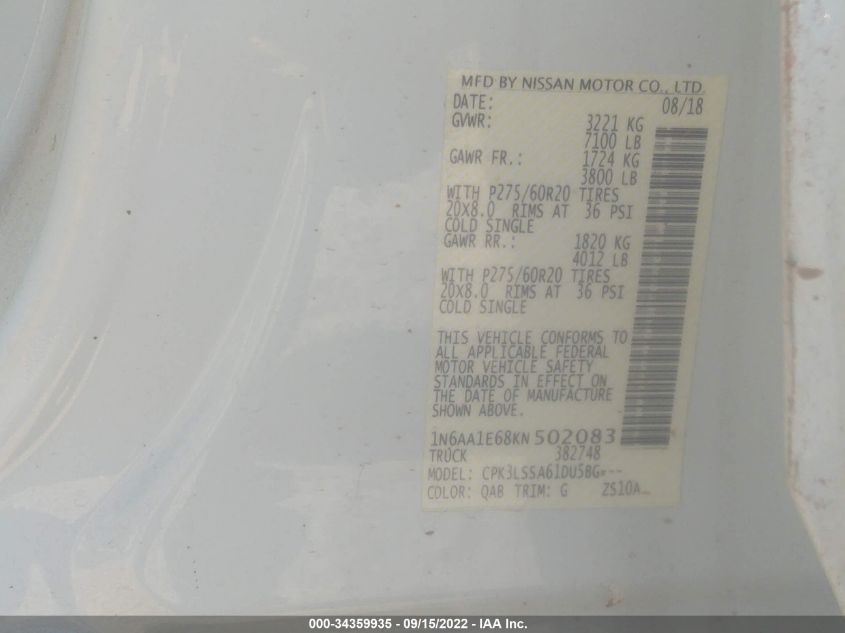 MFD BY NISSAN MOTOR CO., LTD.
DATE: 08/18
GVWR: 3221 KG
7100 LB
GAWR FR.: 1724 KG
3800 LB
WITH P275/60R20 TIRES
20X8.0 RIMS AT 36 PSI
COLD SINGLE
GAWR RR.: 1820 KG
4012 LB
WITH P275/60R20 TIRES
20X8.0 RIMS AT 36 PSI
COLD SINGLE
THIS VEHICLE CONFORMS TO
ALL APPLICABLE FEDERAL
MOTOR VEHICLE SAFETY
STANDARDS IN EFFECT ON
THE DATE OF MANUFACTURE
SHOWN ABOVE.
1N6AA1E68KN502083
TRUCK 382748
MODEL: CPK3LSSA61DU58G---
COLOR: QAB TRIM: G ZS10A
000-34359935 - 09/15/2022 - IAA Inc.